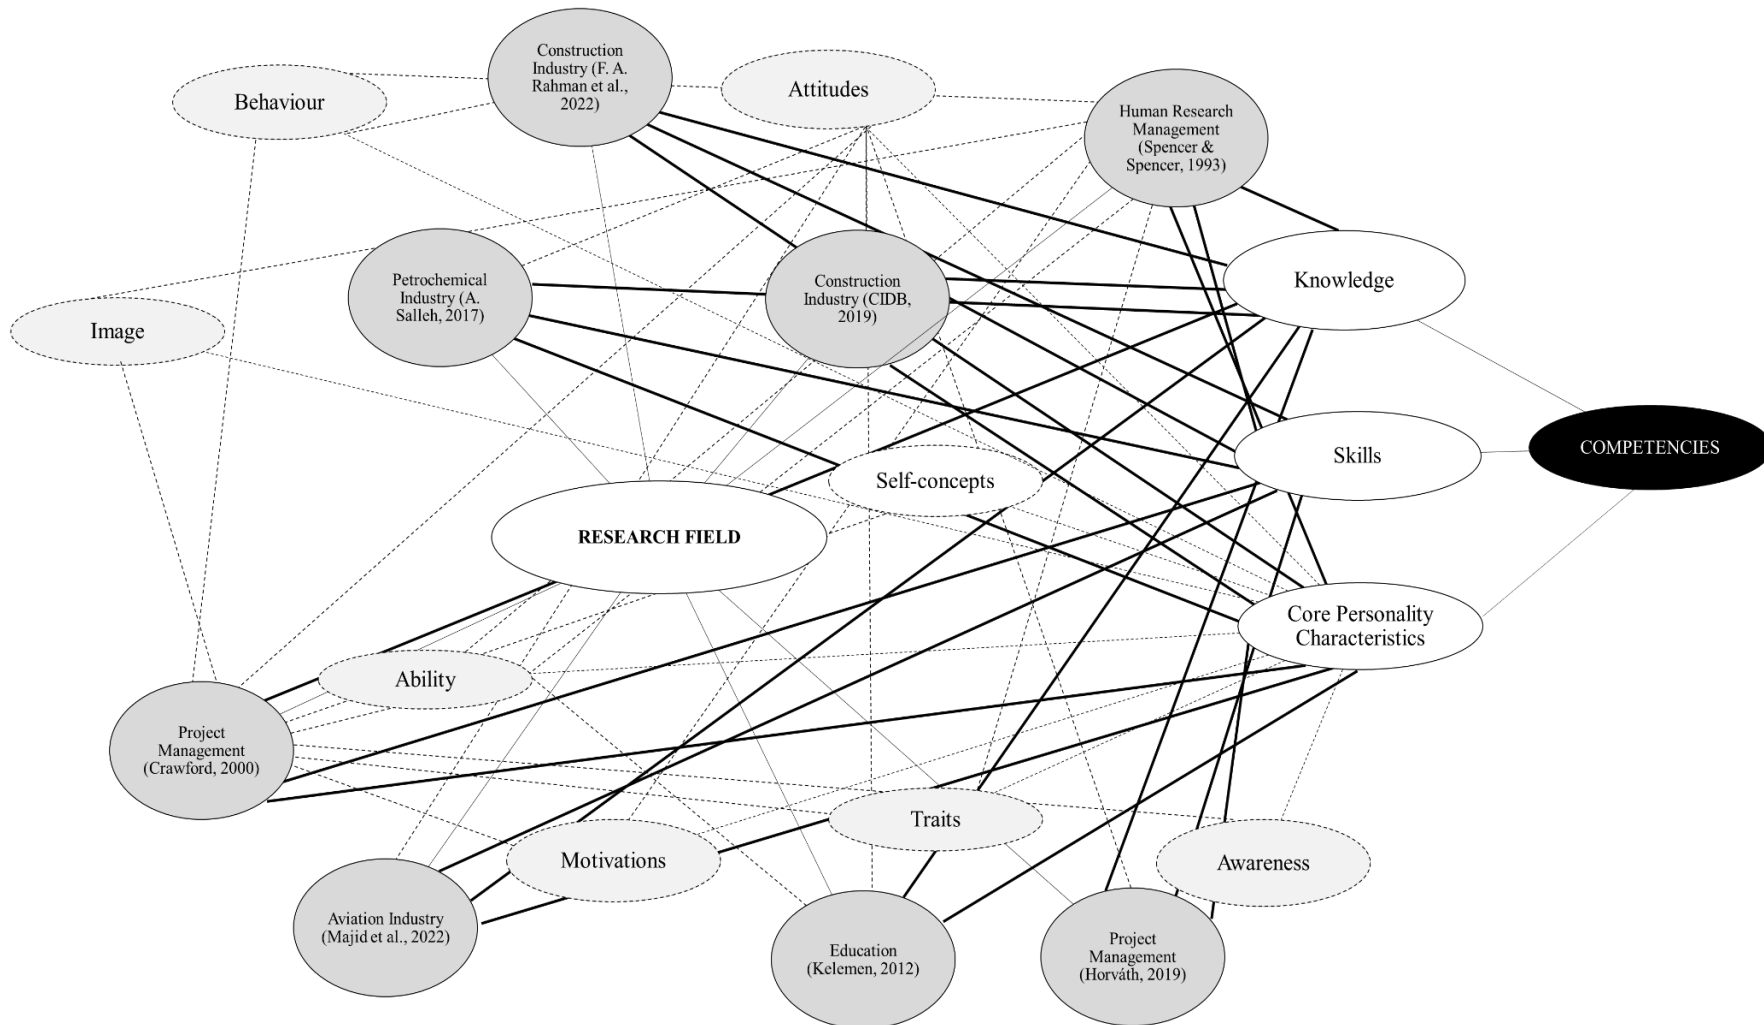 Construction
Industry (F. A.
Rahman et al.,
2022)
Behaviour
Attitudes
Human Research
Management
(Spencer &
Spencer, 1993)
Petrochemical
Industry (A.
Salleh, 2017)
Construction
Industry (CIDB,
2019)
Knowledge
Image
Skills
COMPETENCIES
Self-concepts
RESEARCH FIELD
Core Personality
Characteristics
Ability
Project
Management
(Crawford, 2000)
Traits
Motivations
Awareness
Aviation Industry
(Majid et al., 2022)
Education
(Kelemen, 2012)
Project
Management
(Horváth, 2019)